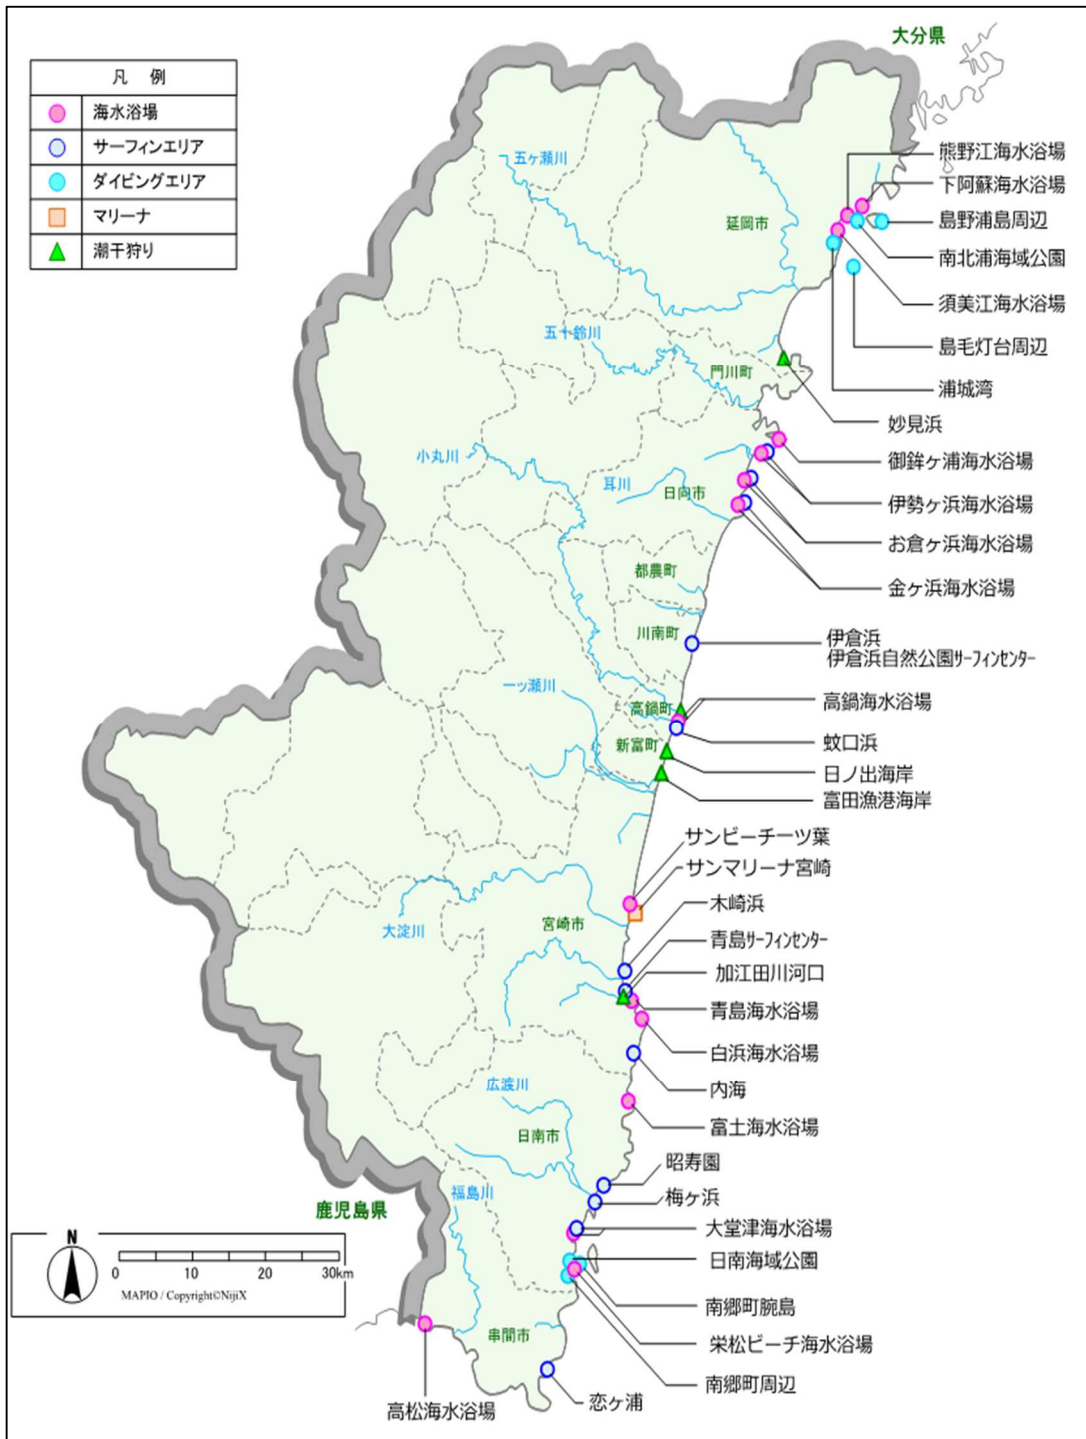 大分県
凡 例
海水浴場
サーフィンエリア
ダイビングエリア
マリーナ
潮干狩り
五ヶ瀬川
延岡市
熊野江海水浴場
下阿蘇海水浴場
島野浦島周辺
南北浦海域公園
須美江海水浴場
島毛灯台周辺
浦城湾
五十鈴川
門川町
妙見浜
小丸川
耳川
日向市
御鉾ヶ浦海水浴場
伊勢ヶ浜海水浴場
お倉ヶ浜海水浴場
金ヶ浜海水浴場
都農町
川南町
伊倉浜
伊倉浜自然公園ｻｰﾌｨﾝｾﾝﾀｰ
一ッ瀬川
高鍋町
高鍋海水浴場
新富町
蚊口浜
日ノ出海岸
富田漁港海岸
サンビーチ一ツ葉
サンマリーナ宮崎
大淀川
宮崎市
木崎浜
青島ｻｰﾌｨﾝｾﾝﾀｰ
加江田川河口
青島海水浴場
白浜海水浴場
内海
富土海水浴場
広渡川
日南市
昭寿園
梅ヶ浜
福島川
鹿児島県
大堂津海水浴場
日南海域公園
南郷町腕島
栄松ビーチ海水浴場
南郷町周辺
N
0 10 20 30km
MAPIO / Copyright©NijiX
串間市
恋ヶ浦
高松海水浴場